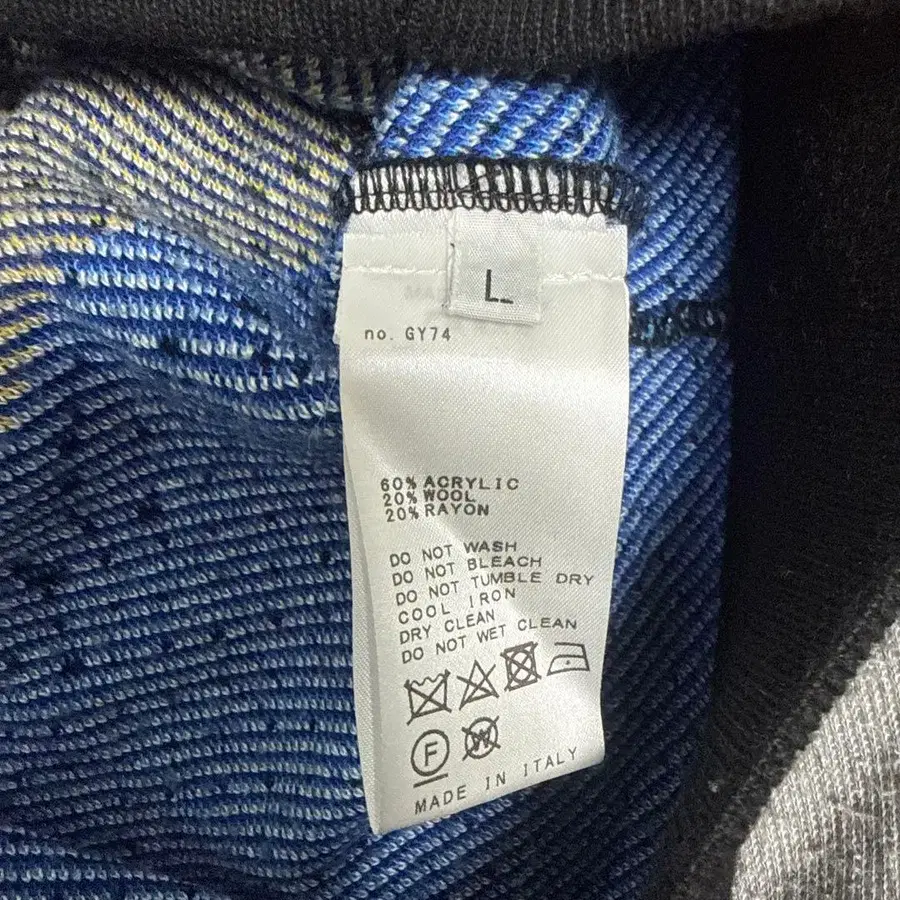 L
no. GY74
60% ACRYLIC
20% WOOL
20% RAYON
DO NOT WASH
DO NOT BLEACH
DO NOT TUMBLE DRY
COOL IRON
DRY CLEAN
DO NOT WET CLEAN
F
W
MADE IN ITALY